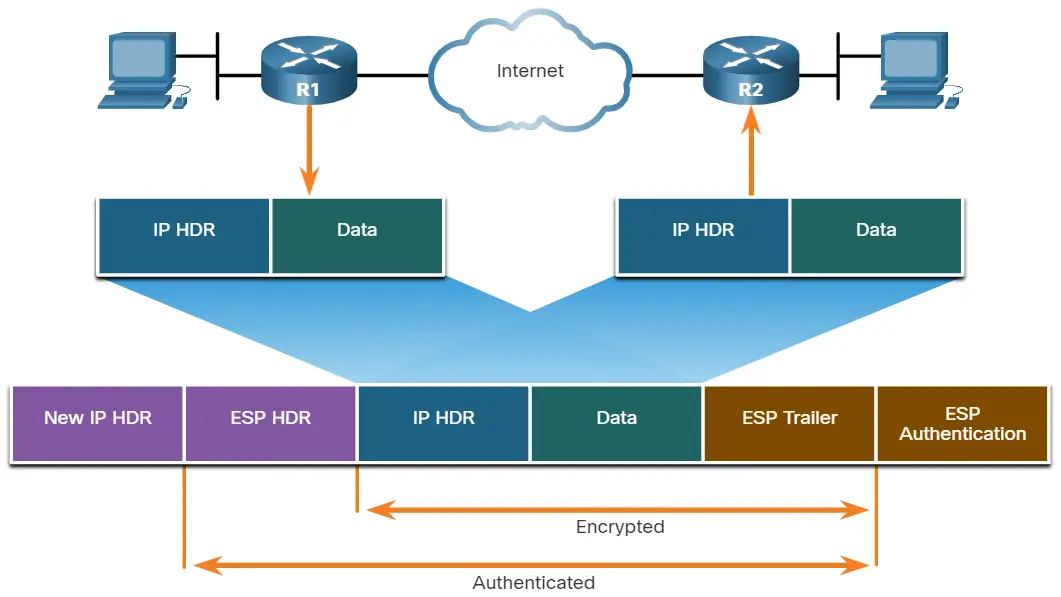 Internet
R1
R2
IP HDR
Data
IP HDR
Data
New IP HDR
ESP HDR
IP HDR
Data
ESP Trailer
ESP
Authentication
Encrypted
Authenticated